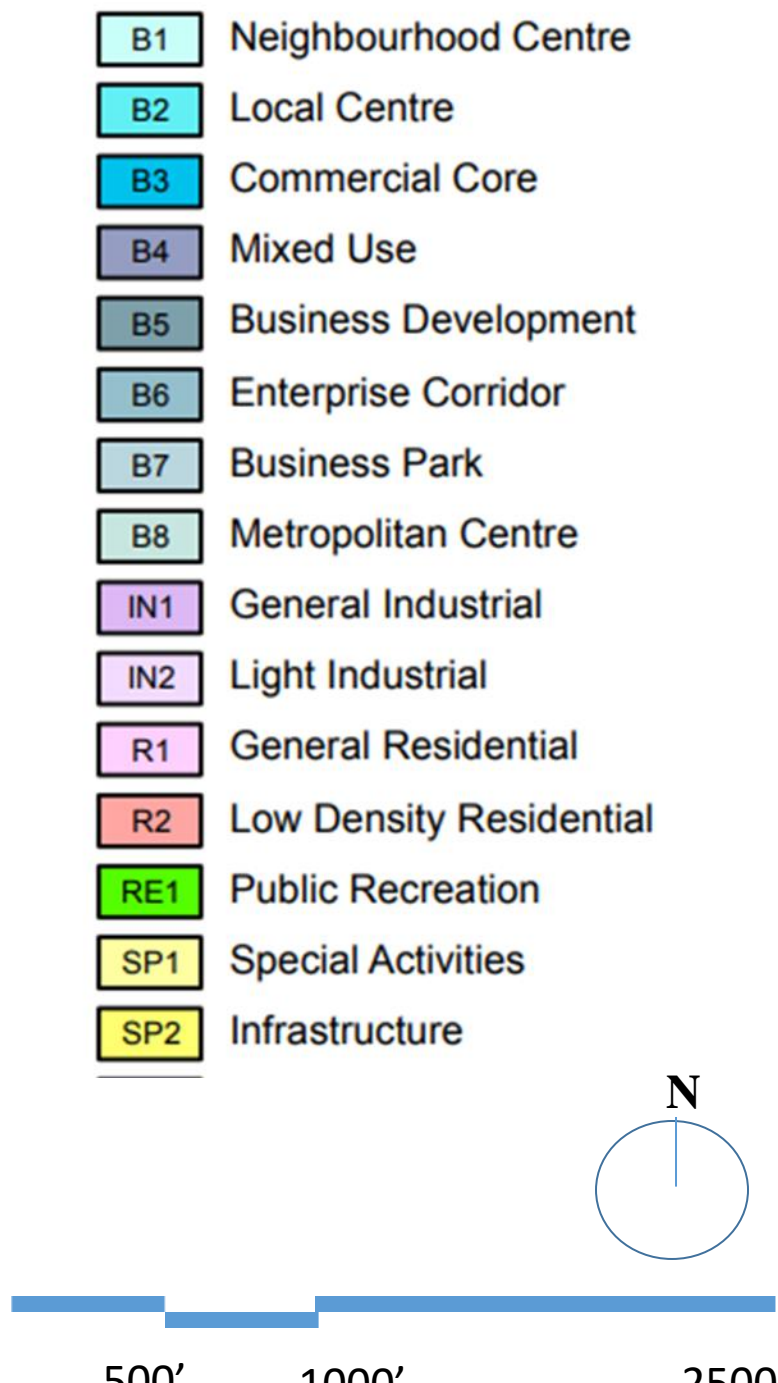 B1 Neighbourhood Centre
B2 Local Centre
B3 Commercial Core
B4 Mixed Use
B5 Business Development
B6 Enterprise Corridor
B7 Business Park
B8 Metropolitan Centre
IN1 General Industrial
IN2 Light Industrial
R1 General Residential
R2 Low Density Residential
RE1 Public Recreation
SP1 Special Activities
SP2 Infrastructure
N
500’ 1000’ 2500